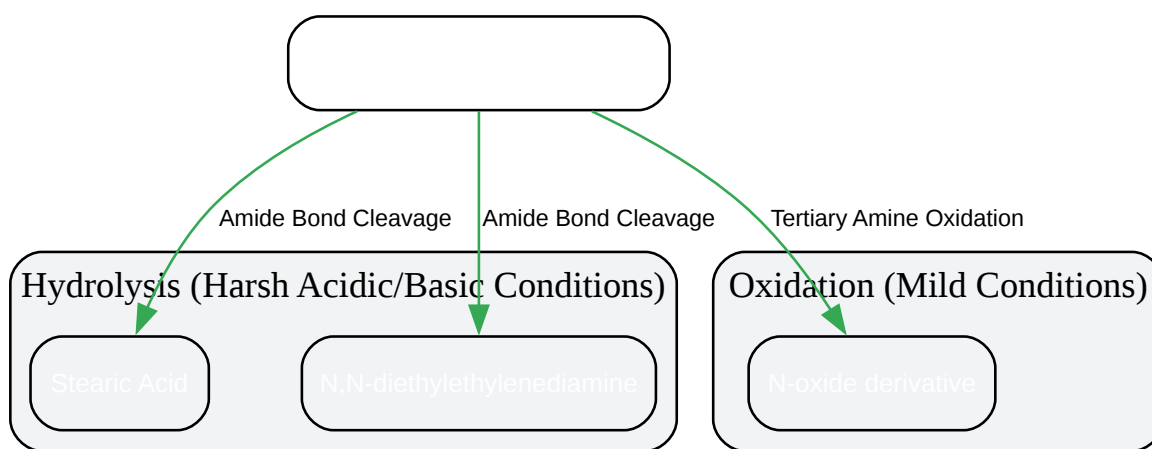 Amide Bond Cleavage
Amide Bond Cleavage
Tertiary Amine Oxidation
Hydrolysis (Harsh Acidic/Basic Conditions)
Oxidation (Mild Conditions)
Stearic Acid
N,N-diethylethylenediamine
N-oxide derivative